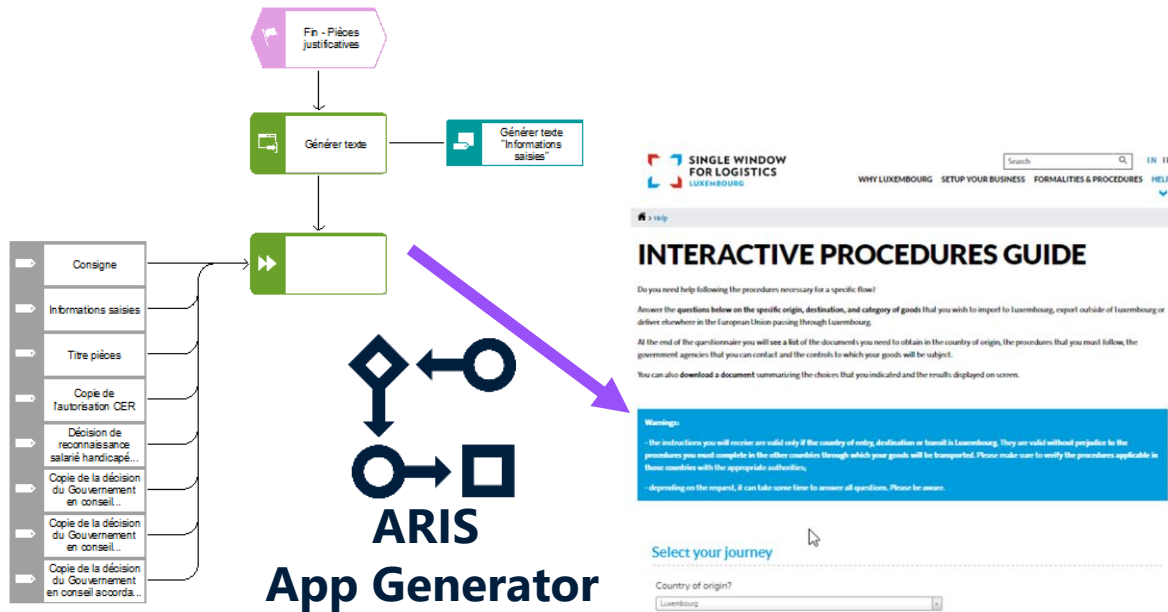 Fin - Pièces
justificatives
Générer texte
Générer texte
"Informations
saisies"
Consigne
Informations saisies
Titre pièces
Copie de
l'autorisation CER
Décision de
reconnaissance
salarié handicapé...
Copie de la décision
du Gouvernement
en conseil...
Copie de la décision
du Gouvernement
en conseil...
Copie de la décision
du Gouvernement
en conseil accorda...
ARIS
App Generator
SINGLE WINDOW
FOR LOGISTICS
LUXEMBOURG
Search
WHY LUXEMBOURG SETUP YOUR BUSINESS FORMALITIES & PROCEDURES HELP
> Help
INTERACTIVE PROCEDURES GUIDE
Do you need help following the procedures necessary for a specific flow?
Answer the questions below on the specific origin, destination, and category of goods that you wish to import to Luxembourg, export outside of Luxembourg or
deliver elsewhere in the European Union passing through Luxembourg.
At the end of the questionnaire you will see a list of the documents you need to obtain in the country of origin, the procedures that you must follow, the
government agencies that you can contact and the controls to which your goods will be subject.
You can also download a document summarizing the choices that you indicated and the results displayed on screen.
Warnings:
- the instructions you will receive are valid only if the country of entry, destination or transit is Luxembourg. They are valid without prejudice to the
procedures you must complete in the other countries through which your goods will be transported. Please make sure to verify the procedures applicable in
those countries with the appropriate authorities;
- depending on the request, it can take some time to answer all questions. Please be aware.
Select your journey
Country of origin?
Luxembourg